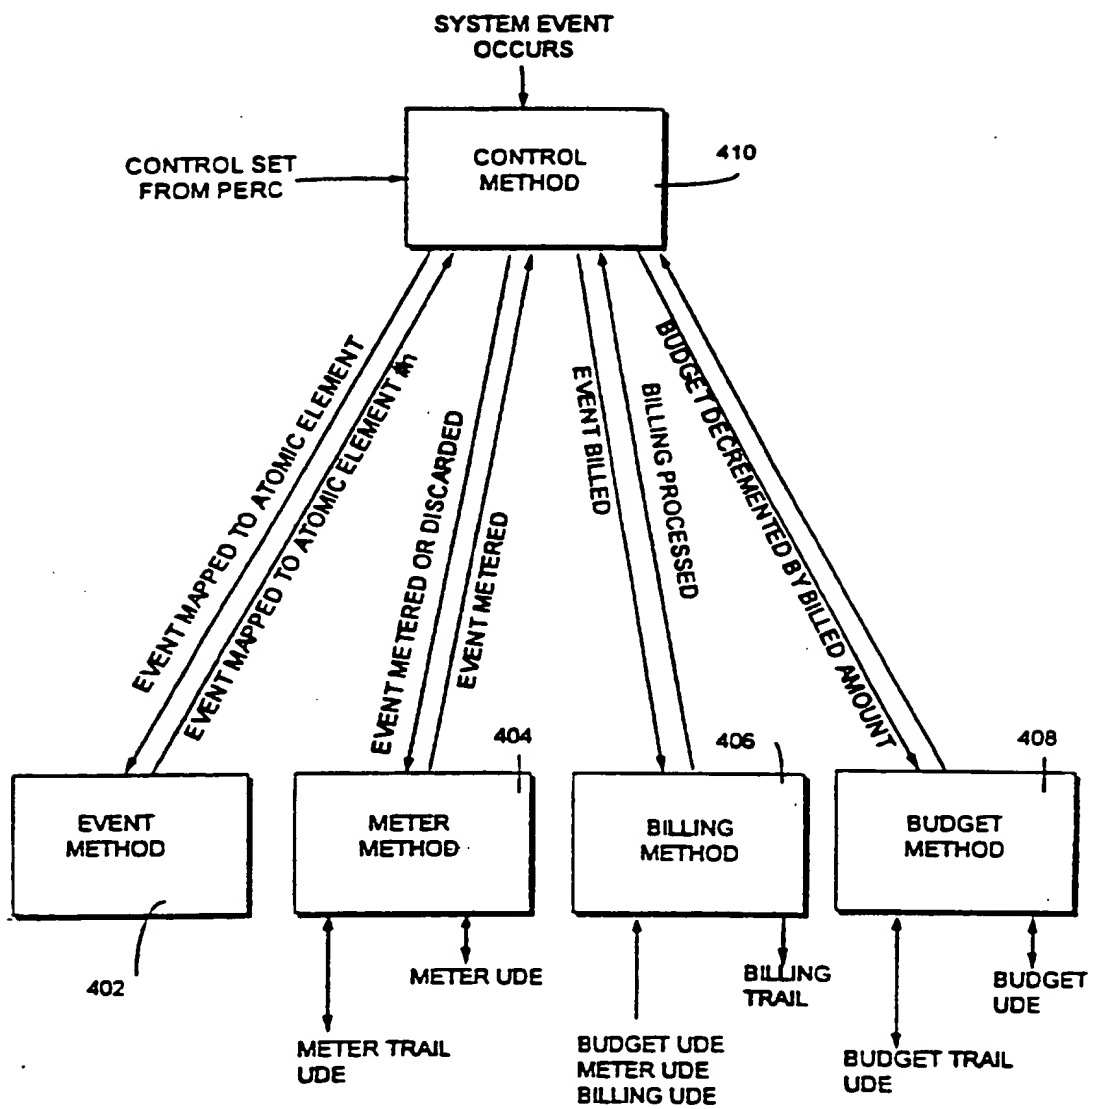 SYSTEM EVENT
OCCURS
CONTROL
METHOD
410
CONTROL SET
FROM PERC
EVENT MAPPED TO ATOMIC ELEMENT
EVENT MAPPED TO ATOMIC ELEMENT
EVENT METERED OR DISCARDED
EVENT METERED
EVENT BILLED
BILLING PROCESSED
BUDGET DECREMENTED BY BILLED AMOUNT
404
406
408
EVENT
METHOD
METER
METHOD
BILLING
METHOD
BUDGET
METHOD
402
METER UDE
METER TRAIL
UDE
BILLING
TRAIL
BUDGET UDE
METER UDE
BILLING UDE
BUDGET
UDE
BUDGET TRAIL
UDE